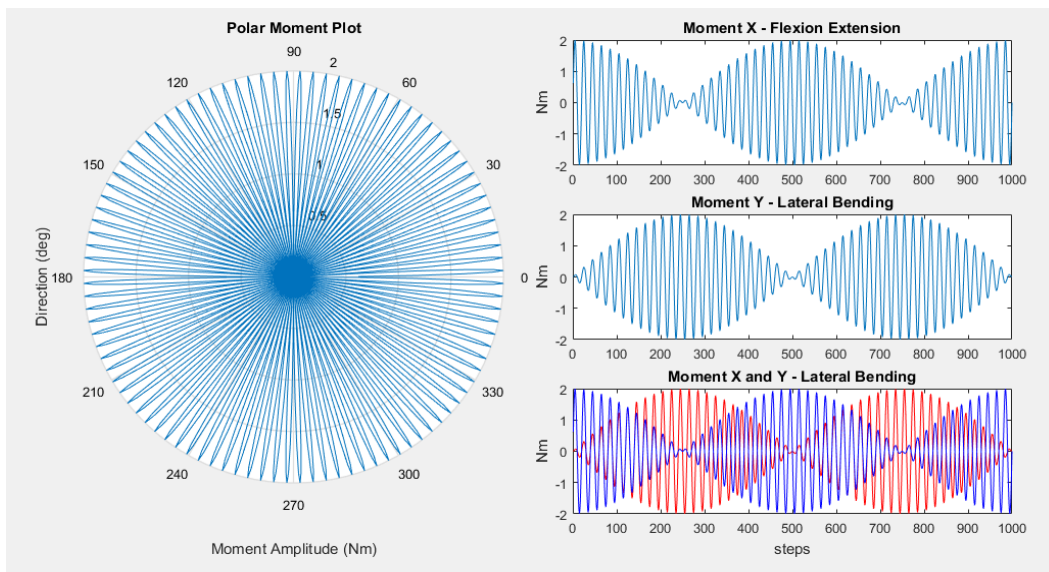 Polar Moment Plot
90
120
60
2
1.5
150
30
1
0.5
Direction (deg)
180
0
210
330
240
300
270
Moment Amplitude (Nm)
Moment X - Flexion Extension
2
1
0
-1
-2
Nm
0 100 200 300 400 500 600 700 800 900 1000
Moment Y - Lateral Bending
2
1
0
-1
-2
Nm
0 100 200 300 400 500 600 700 800 900 1000
Moment X and Y - Lateral Bending
2
1
0
-1
-2
Nm
0 100 200 300 400 500 600 700 800 900 1000
steps